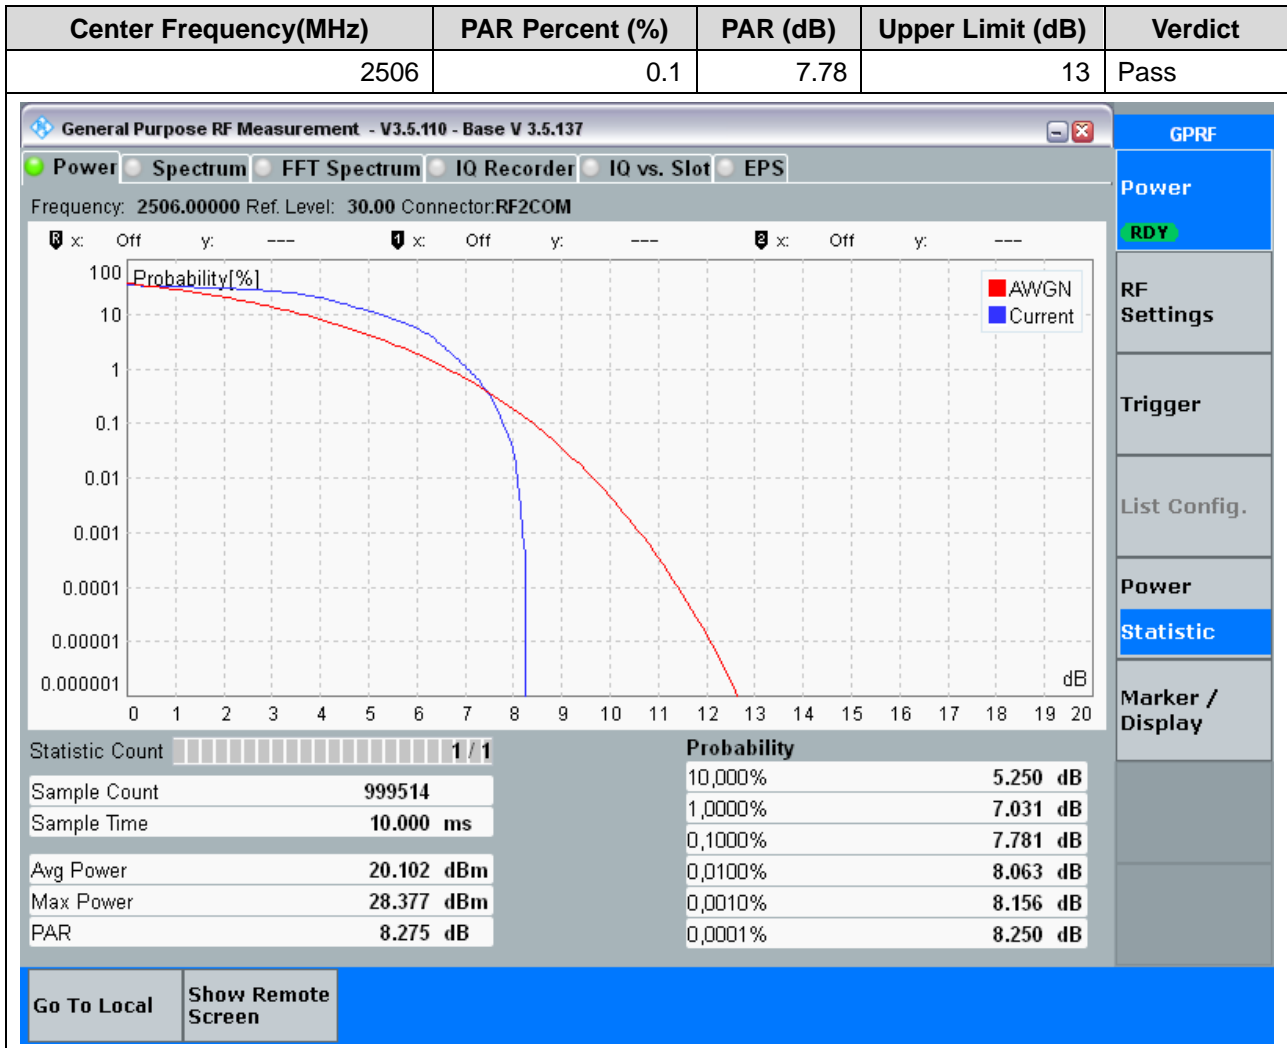 Center Frequency(MHz) PAR Percent (%) PAR (dB) Upper Limit (dB) Verdict
2506 0.1 7.78 13 Pass
General Purpose RF Measurement - V3.5.110 - Base V 3.5.137
GPRF
Power Spectrum FFT Spectrum IQ Recorder IQ vs. Slot EPS
Frequency: 2506.00000 Ref. Level: 30.00 Connector:RF2COM
Power
RDY
R x: Off y: --- 1 x: Off y: --- 2 x: Off y: ---
Probability[%]
AWGN
Current
100
10
1
0.1
0.01
0.001
0.0001
0.00001
0.000001
dB
0 1 2 3 4 5 6 7 8 9 10 11 12 13 14 15 16 17 18 19 20
RF
Settings
Trigger
List Config.
Power
Statistic
Marker /
Display
Statistic Count 1 / 1
Sample Count 999514
Sample Time 10.000 ms
Avg Power 20.102 dBm
Max Power 28.377 dBm
PAR 8.275 dB
Probability
10,000% 5.250 dB
1,0000% 7.031 dB
0,1000% 7.781 dB
0,0100% 8.063 dB
0,0010% 8.156 dB
0,0001% 8.250 dB
Go To Local
Show Remote
Screen